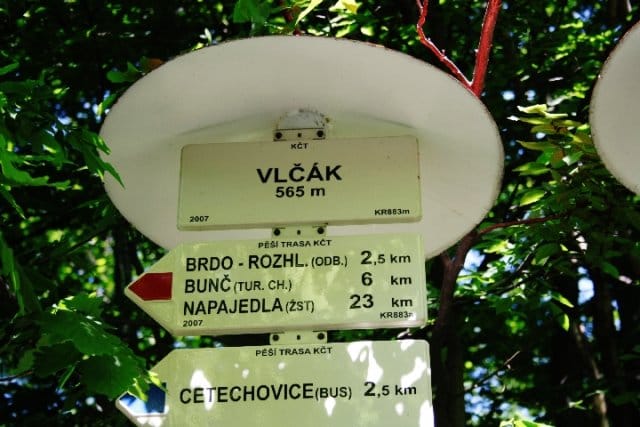 KČT
VLČÁK
565 m
2007 KR883m
PĚŠÍ TRASA KČT
BRDO - ROZHL. (ODB.) 2,5 km
BUNČ (TUR. CH.) 6 km
NAPAJEDLA (ŽST) 23 km
2007 KR883a
PĚŠÍ TRASA KČT
CETECHOVICE (BUS) 2,5 km